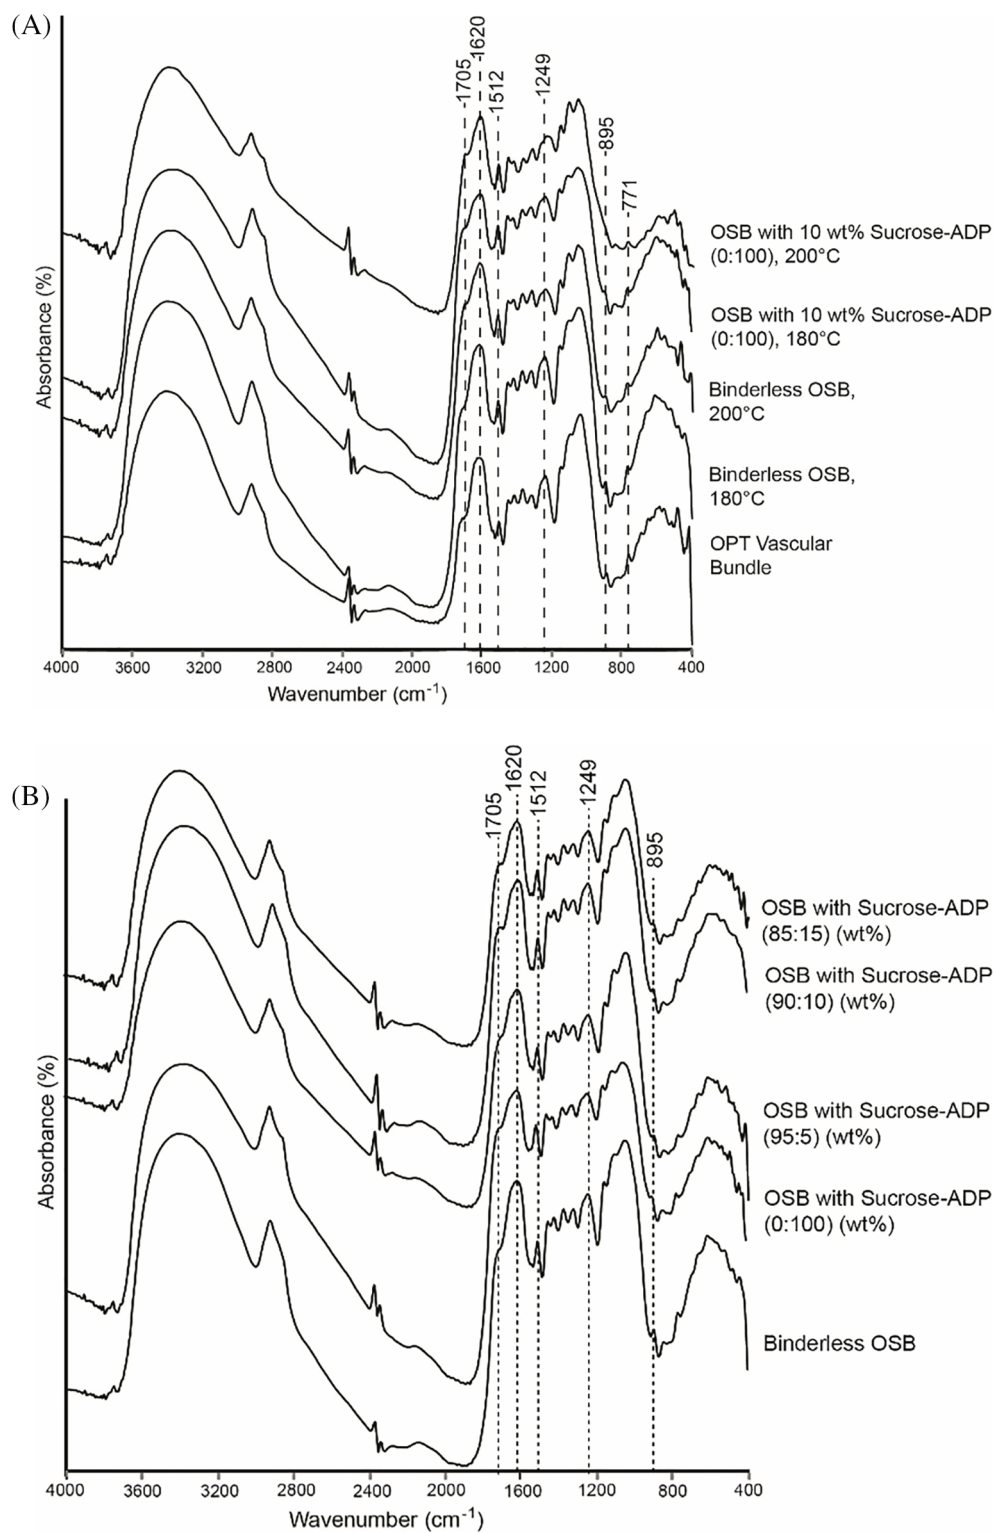 (A)
1705
1620
1512
1249
895
771
Absorbance (%)
OSB with 10 wt% Sucrose-ADP
(0:100), 200°C
OSB with 10 wt% Sucrose-ADP
(0:100), 180°C
Binderless OSB,
200°C
Binderless OSB,
180°C
OPT Vascular
Bundle
4000 3600 3200 2800 2400 2000 1600 1200 800 400
Wavenumber (cm-1)
(B)
1705
1620
1512
1249
895
Absorbance (%)
OSB with Sucrose-ADP
(85:15) (wt%)
OSB with Sucrose-ADP
(90:10) (wt%)
OSB with Sucrose-ADP
(95:5) (wt%)
OSB with Sucrose-ADP
(0:100) (wt%)
Binderless OSB
4000 3600 3200 2800 2400 2000 1600 1200 800 400
Wavenumber (cm-1)